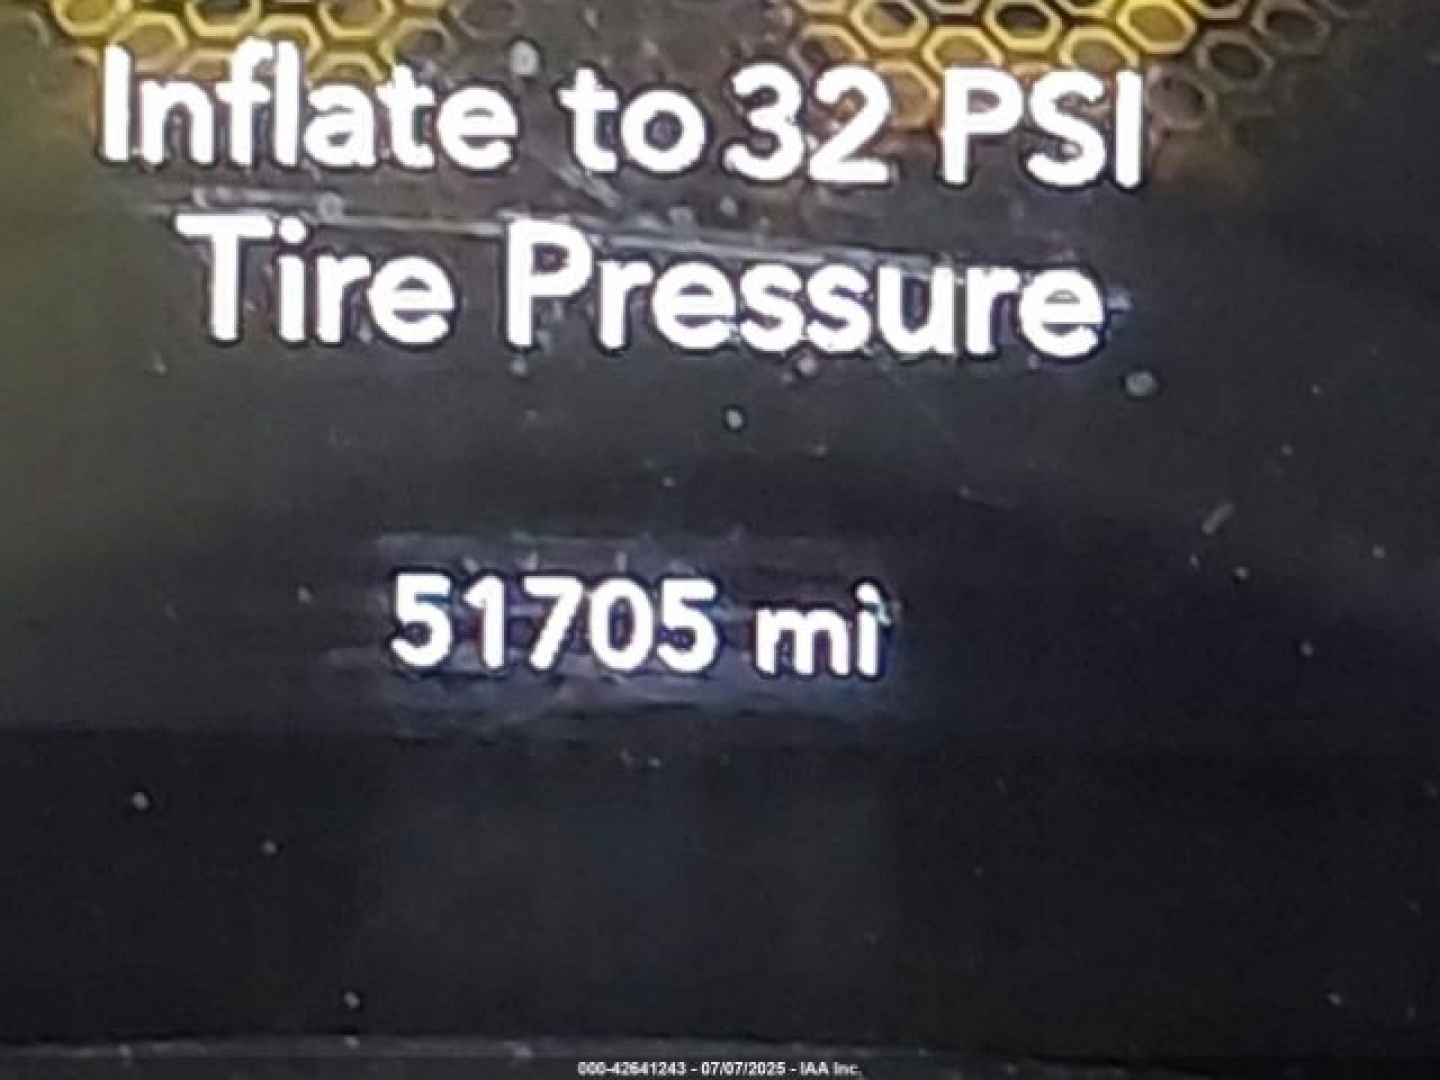 Inflate to 32 PSI
Tire Pressure
51705 mi
000-42641243 - 07/07/2025 - IAA Inc.